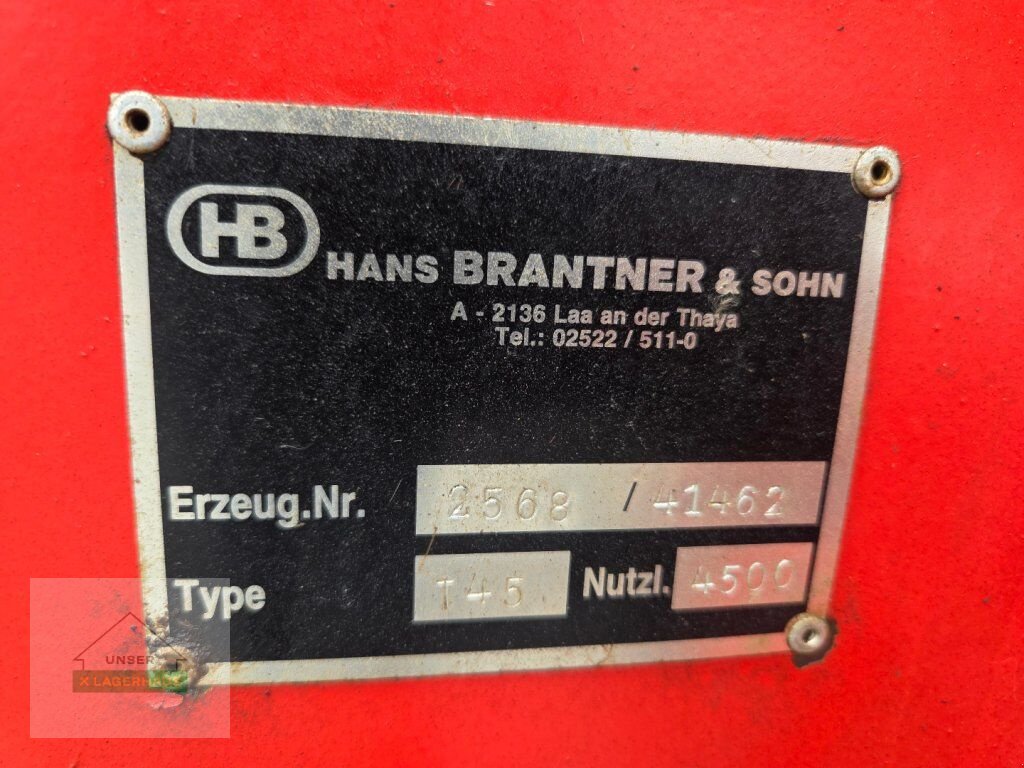 HB
HANS BRANTNER & SOHN
A - 2136 Laa an der Thaya
Tel.: 02522 / 511-0
Erzeug.Nr. 2568 / 41462
Type T45 Nutzl. 4500
UNSER
X LAGERHAUS